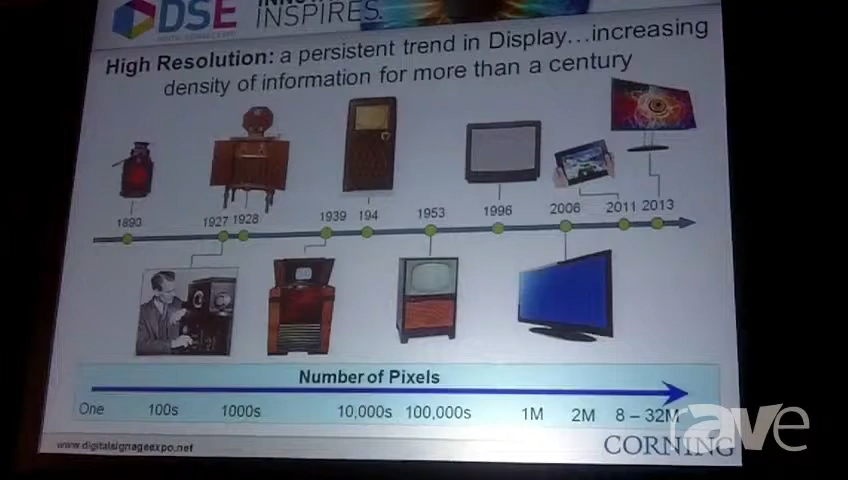 DSE
INSPIRES.
High Resolution: a persistent trend in Display...increasing
density of information for more than a century
1890
1927 1928
1939 194
1953
1996
2006
2011 2013
Number of Pixels
One 100s 1000s 10,000s 100,000s 1M 2M 8 – 32M
www.digitalsignageexpo.net
CORNING
rave